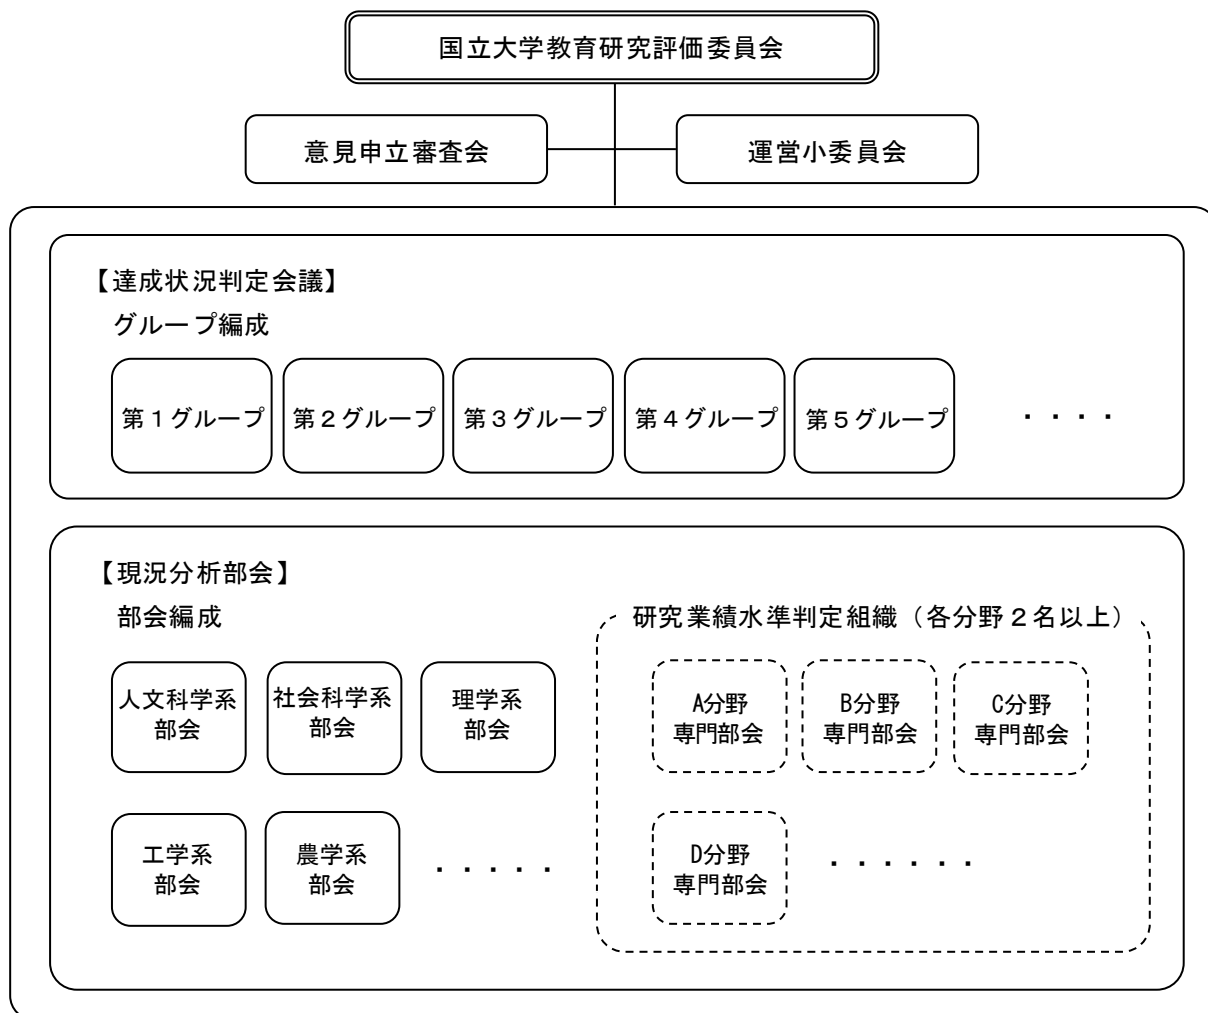 国立大学教育研究評価委員会
意見申立審査会
運営小委員会
【達成状況判定会議】
グループ編成
第１グループ
第２グループ
第３グループ
第４グループ
第５グループ
・・・・
【現況分析部会】
部会編成
人文科学系
部会
社会科学系
部会
理学系
部会
工学系
部会
農学系
部会
・・・・・
研究業績水準判定組織（各分野２名以上）
A分野
専門部会
B分野
専門部会
C分野
専門部会
D分野
専門部会
・・・・・・